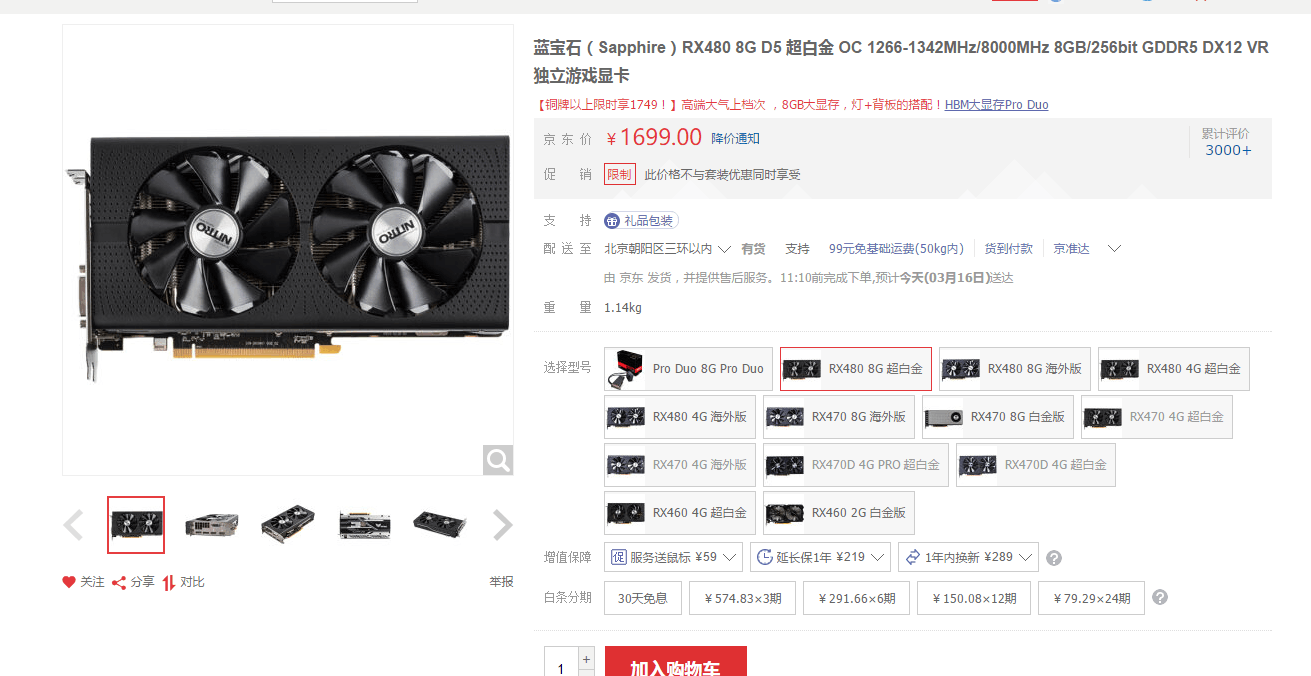 蓝宝石（Sapphire）RX480 8G D5 超白金 OC 1266-1342MHz/8000MHz 8GB/256bit GDDR5 DX12 VR
独立游戏显卡
【铜牌以上限时享1749！】高端大气上档次 ，8GB大显存，灯+背板的搭配！HBM大显存Pro Duo
京东价 ￥1699.00 降价通知
累计评价
3000+
促销 限制 此价格不与套装优惠同时享受
支持 礼品包装
配送至 北京朝阳区三环以内 有货 支持 99元免基础运费(50kg内) 货到付款 京准达
由 京东 发货，并提供售后服务。11:10前完成下单,预计今天(03月16日)送达
重量 1.14kg
选择型号 Pro Duo 8G Pro Duo RX480 8G 超白金 RX480 8G 海外版 RX480 4G 超白金
RX480 4G 海外版 RX470 8G 海外版 RX470 8G 白金版 RX470 4G 超白金
RX470 4G 海外版 RX470D 4G PRO 超白金 RX470D 4G 超白金
RX460 4G 超白金 RX460 2G 白金版
增值保障 促 服务送鼠标 ¥59 延长保1年 ¥219 1年内换新 ¥289 ?
白条分期 30天免息 ￥574.83×3期 ￥291.66×6期 ￥150.08×12期 ￥79.29×24期 ?
1 + 加入购物车
NITRO NITRO
关注 分享 对比 举报